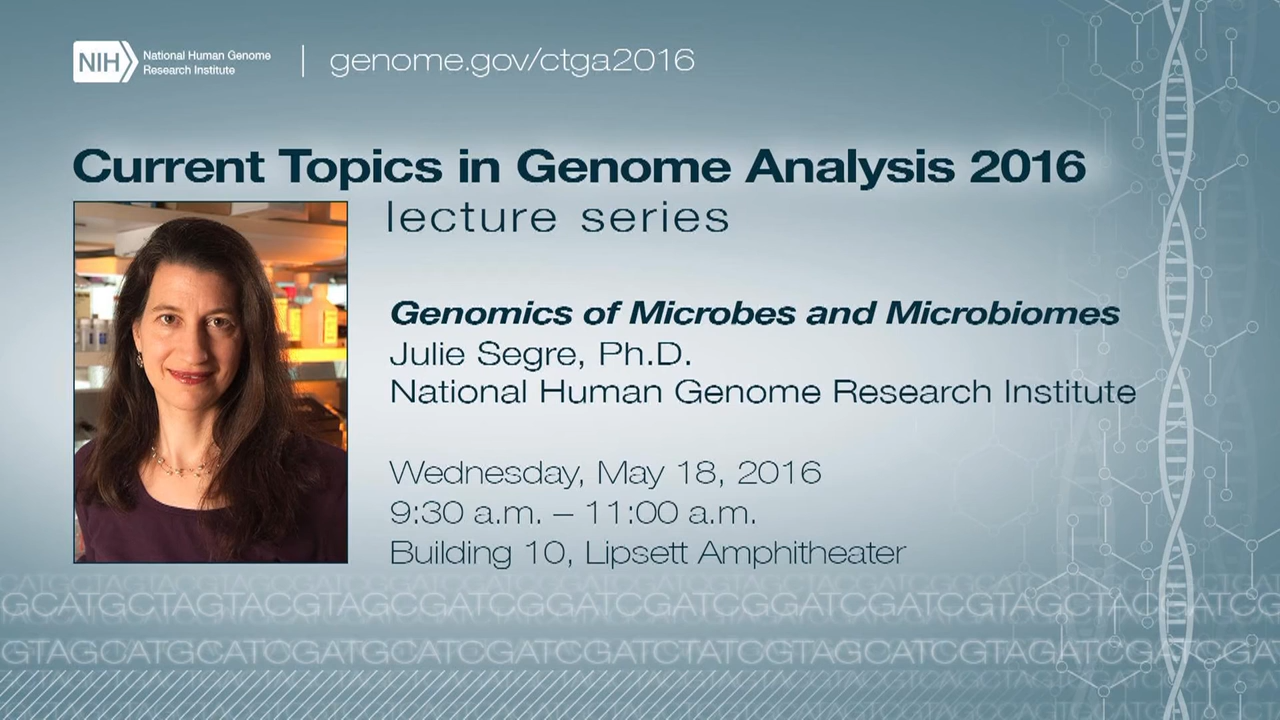 NIH
National Human Genome
Research Institute
genome.gov/ctga2016
Current Topics in Genome Analysis 2016
lecture series
Genomics of Microbes and Microbiomes
Julie Segre, Ph.D.
National Human Genome Research Institute
Wednesday, May 18, 2016
9:30 a.m. – 11:00 a.m.
Building 10, Lipsett Amphitheater
GCATGCTAGTACGTAGCGATCGGATCGATCGGATCGATCGTAGCTAC
GTAGCATGCATCGATGCATCGATCTATCGTAGCATCGATCGTAGATCGA